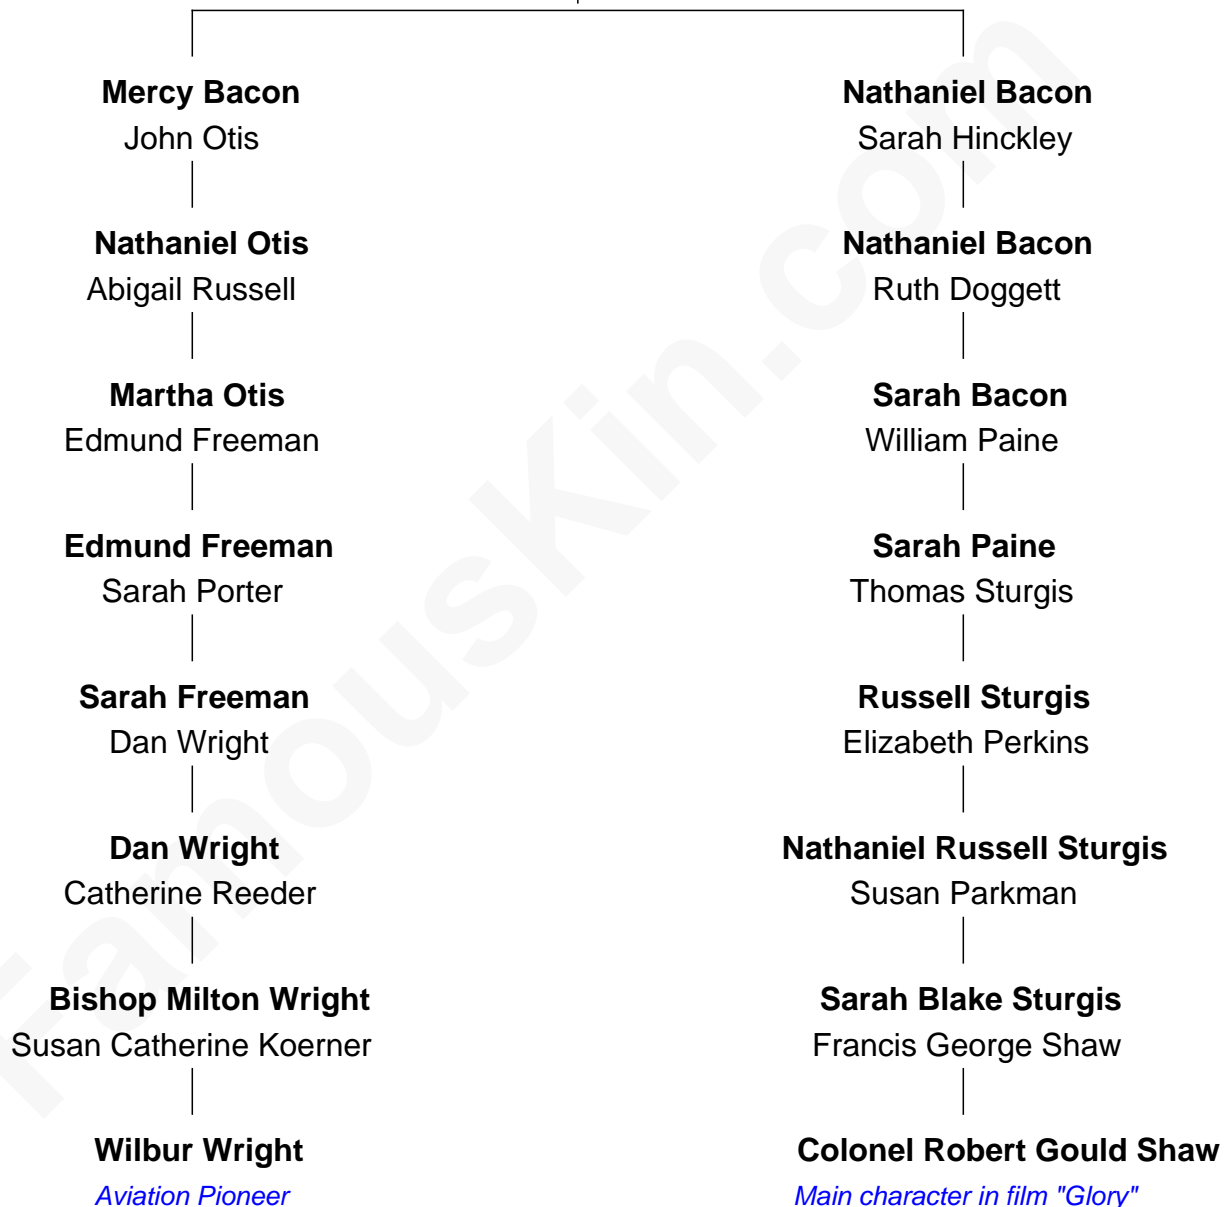 Mercy Bacon
John Otis
Nathaniel Otis
Abigail Russell
Martha Otis
Edmund Freeman
Edmund Freeman
Sarah Porter
Sarah Freeman
Dan Wright
Dan Wright
Catherine Reeder
Bishop Milton Wright
Susan Catherine Koerner
Wilbur Wright
Aviation Pioneer
Nathaniel Bacon
Sarah Hinckley
Nathaniel Bacon
Ruth Doggett
Sarah Bacon
William Paine
Sarah Paine
Thomas Sturgis
Russell Sturgis
Elizabeth Perkins
Nathaniel Russell Sturgis
Susan Parkman
Sarah Blake Sturgis
Francis George Shaw
Colonel Robert Gould Shaw
Main character in film "Glory"
FamousKin.com